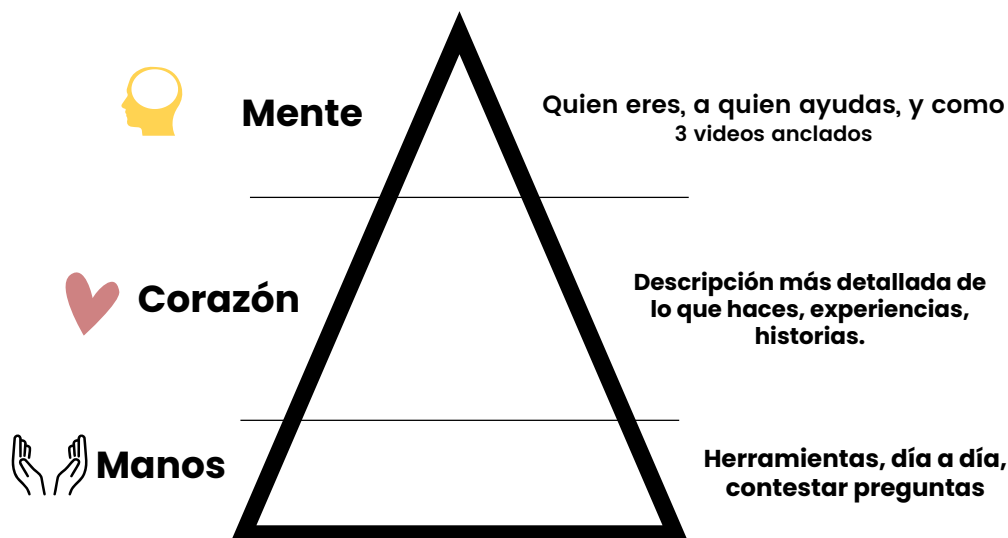 Mente
Quien eres, a quien ayudas, y como
3 videos anclados
Corazón
Descripción más detallada de
lo que haces, experiencias,
historias.
Manos
Herramientas, día a día,
contestar preguntas